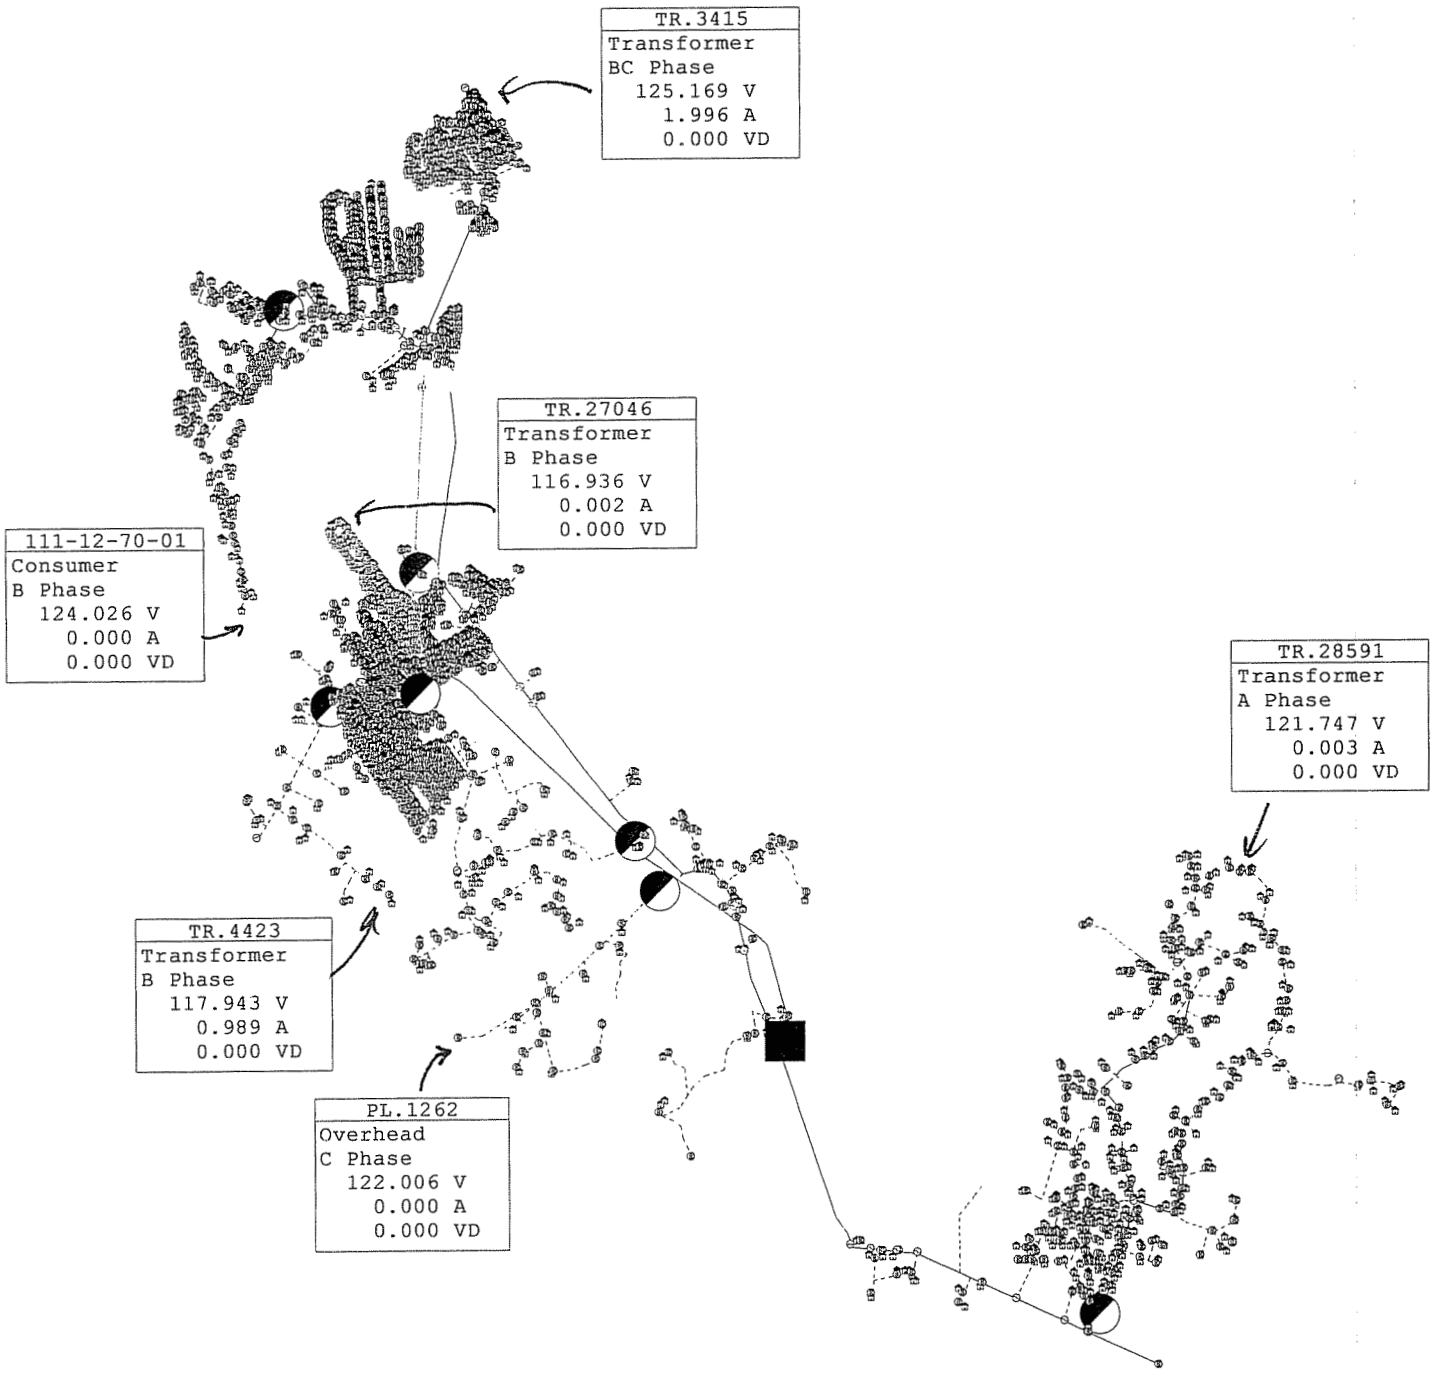 TR.3415
Transformer
BC Phase
125.169 V
1.996 A
0.000 VD
TR.27046
Transformer
B Phase
116.936 V
0.002 A
0.000 VD
111-12-70-01
Consumer
B Phase
124.026 V
0.000 A
0.000 VD
TR.28591
Transformer
A Phase
121.747 V
0.003 A
0.000 VD
TR.4423
Transformer
B Phase
117.943 V
0.989 A
0.000 VD
PL.1262
Overhead
C Phase
122.006 V
0.000 A
0.000 VD